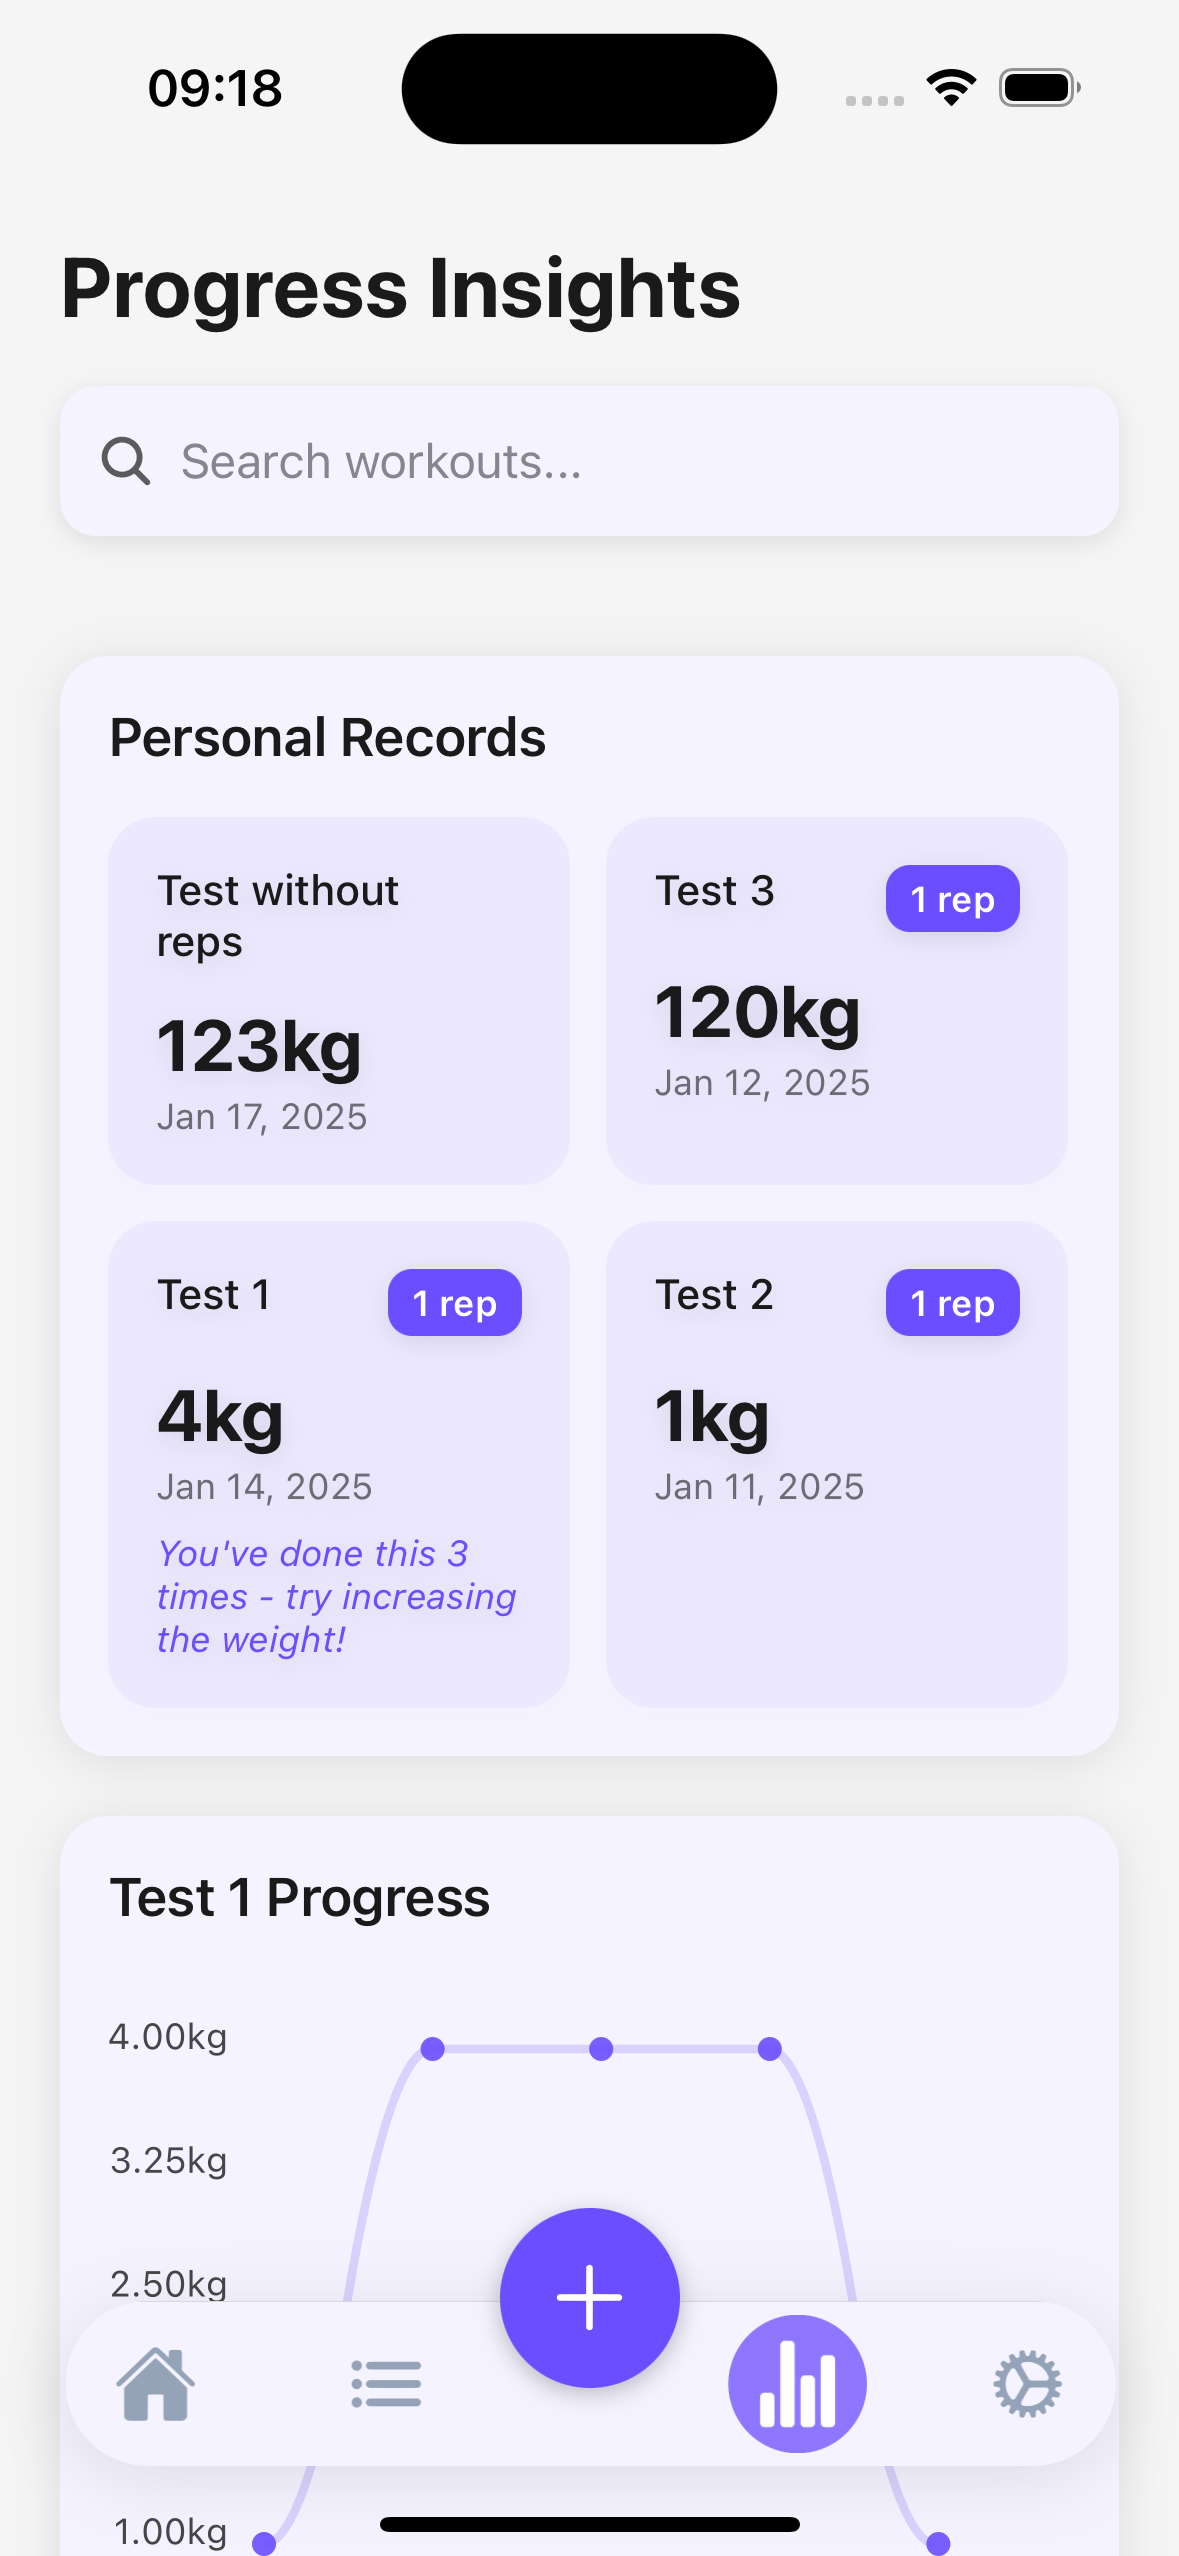 09:18
Progress Insights
Search workouts...
Personal Records
Test without
reps
123kg
Jan 17, 2025
Test 3
1 rep
120kg
Jan 12, 2025
Test 1
1 rep
4kg
Jan 14, 2025
You've done this 3
times - try increasing
the weight!
Test 2
1 rep
1kg
Jan 11, 2025
Test 1 Progress
4.00kg
3.25kg
2.50kg
1.00kg